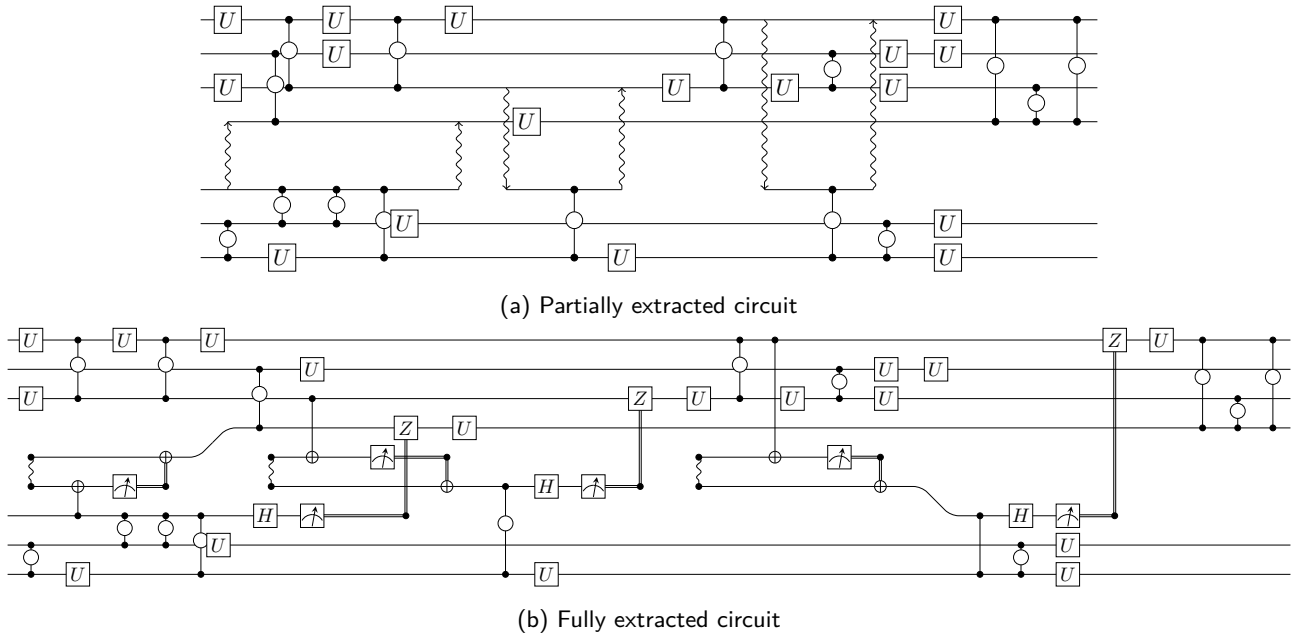 U U U U
U U U
U U U U
U
U U
U U U
(a) Partially extracted circuit
U U U Z U
U U U
U Z U U U
Z U
H
H H
U U
U U U
(b) Fully extracted circuit